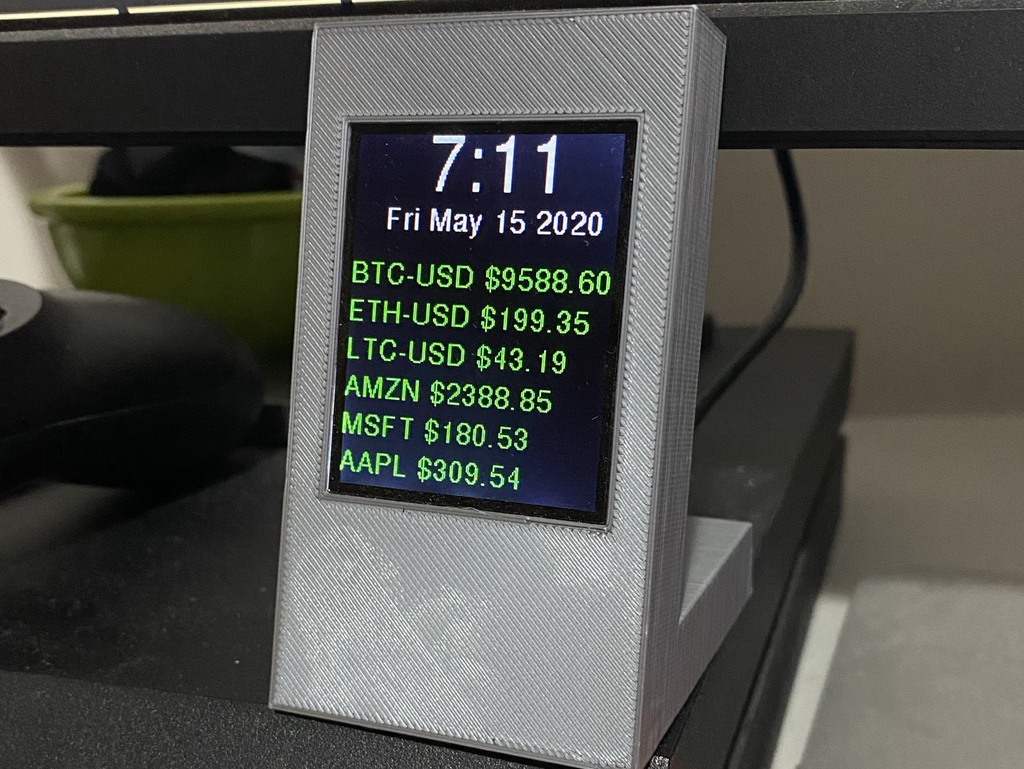 7:11
Fri May 15 2020
BTC-USD $9588.60
ETH-USD $199.35
LTC-USD $43.19
AMZN $2388.85
MSFT $180.53
AAPL $309.54